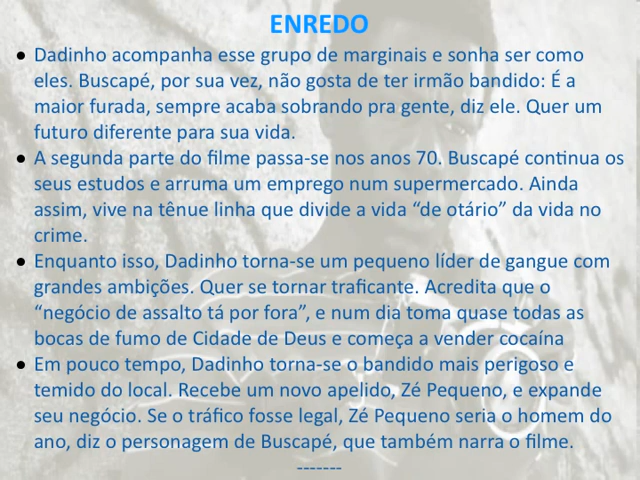 ENREDO
● Dadinho acompanha esse grupo de marginais e sonha ser como
eles. Buscapé, por sua vez, não gosta de ter irmão bandido: É a
maior furada, sempre acaba sobrando pra gente, diz ele. Quer um
futuro diferente para sua vida.
● A segunda parte do filme passa-se nos anos 70. Buscapé continua os
seus estudos e arruma um emprego num supermercado. Ainda
assim, vive na tênue linha que divide a vida “de otário” da vida no
crime.
● Enquanto isso, Dadinho torna-se um pequeno líder de gangue com
grandes ambições. Quer se tornar traficante. Acredita que o
“negócio de assalto tá por fora”, e num dia toma quase todas as
bocas de fumo de Cidade de Deus e começa a vender cocaína
● Em pouco tempo, Dadinho torna-se o bandido mais perigoso e
temido do local. Recebe um novo apelido, Zé Pequeno, e expande
seu negócio. Se o tráfico fosse legal, Zé Pequeno seria o homem do
ano, diz o personagem de Buscapé, que também narra o filme.
-------